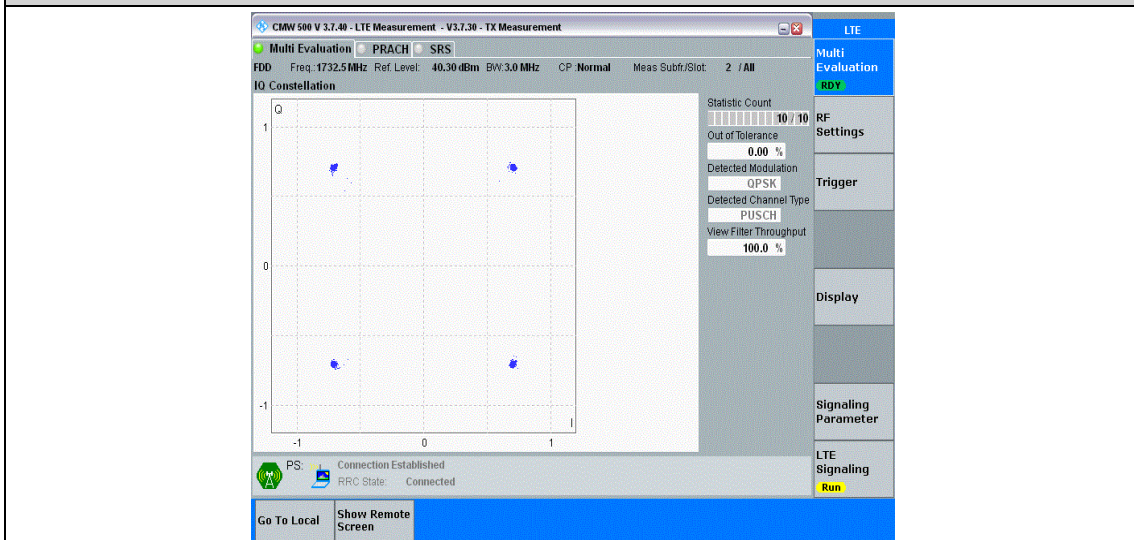 CMW 500 V 3.7.40 - LTE Measurement - V3.7.30 - TX Measurement
LTE
Multi Evaluation PRACH SRS
FDD Freq.:1732.5 MHz Ref. Level: 40.30 dBm BW:3.0 MHz CP :Normal Meas Subfr./Slot: 2 / All
IQ Constellation
Q
1
0
-1
-1
0
1
I
Statistic Count
10 / 10
Out of Tolerance
0.00 %
Detected Modulation
QPSK
Detected Channel Type
PUSCH
View Filter Throughput
100.0 %
Multi
Evaluation
RDY
RF
Settings
Trigger
Display
Signaling
Parameter
LTE
Signaling
Run
PS: Connection Established
RRC State: Connected
Go To Local
Show Remote
Screen